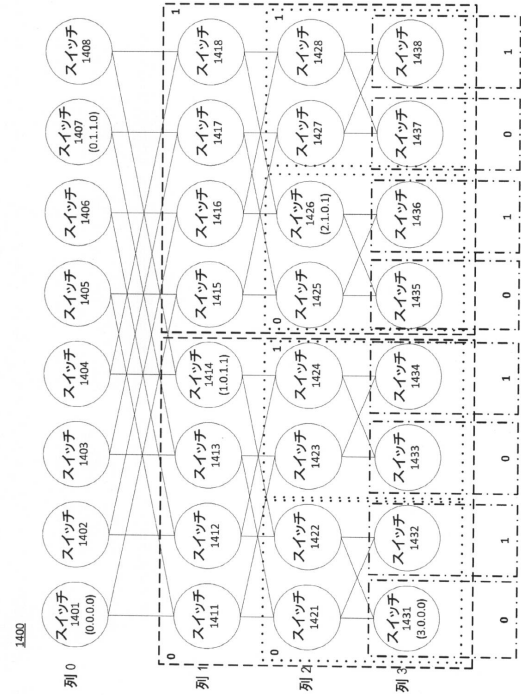 1400
列 0
スイッチ
1401
(0.0.0.0)
スイッチ
1402
スイッチ
1403
スイッチ
1404
スイッチ
1405
スイッチ
1406
スイッチ
1407
(0.1.1.0)
スイッチ
1408
0
1
列 1
スイッチ
1411
スイッチ
1412
スイッチ
1413
スイッチ
1414
(1.0.1.1)
スイッチ
1415
スイッチ
1416
スイッチ
1417
スイッチ
1418
0
1
0
1
列 2
スイッチ
1421
スイッチ
1422
スイッチ
1423
スイッチ
1424
スイッチ
1425
スイッチ
1426
(2.1.0.1)
スイッチ
1427
スイッチ
1428
列 3
スイッチ
1431
(3.0.0.0)
スイッチ
1432
スイッチ
1433
スイッチ
1434
スイッチ
1435
スイッチ
1436
スイッチ
1437
スイッチ
1438
0
1
0
1
0
1
0
1